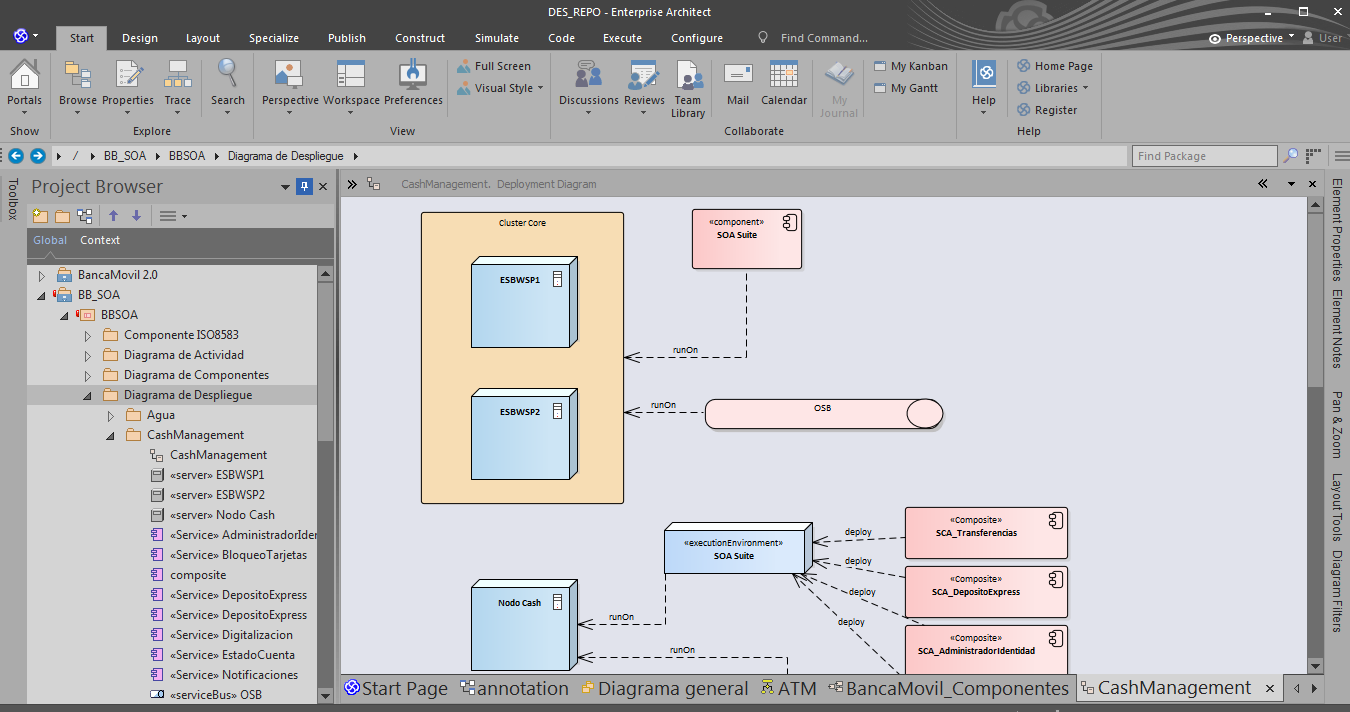 DES_REPO - Enterprise Architect
Start Design Layout Specialize Publish Construct Simulate Code Execute Configure Find Command... Perspective User
Portals Browse Properties Trace Search Perspective Workspace Preferences Full Screen Discussions Reviews Team Library Mail Calendar My Journal My Kanban Help Home Page
Visual Style My Gantt Libraries
Register
Show Explore View Collaborate Help
/ BB_SOA BBSOA Diagrama de Despliegue Find Package
Toolbox
Project Browser
Global Context
BancaMovil 2.0
BB_SOA
BBSOA
Componente ISO8583
Diagrama de Actividad
Diagrama de Componentes
Diagrama de Despliegue
Agua
CashManagement
CashManagement
«server» ESBWSP1
«server» ESBWSP2
«server» Nodo Cash
«Service» AdministradorIder
«Service» BloqueoTarjetas
composite
«Service» DepositoExpress
«Service» DepositoExpress
«Service» Digitalizacion
«Service» EstadoCuenta
«Service» Notificaciones
«serviceBus» OSB
CashManagement. Deployment Diagram
Cluster Core
ESBWSP1
ESBWSP2
«component»
SOA Suite
runOn
runOn
OSB
«executionEnvironment»
SOA Suite
deploy
deploy
deploy
deploy
«Composite»
SCA_Transferencias
«Composite»
SCA_DepositoExpress
«Composite»
SCA_AdministradorIdentidad
Nodo Cash
runOn
runOn
Element Properties
Element Notes
Pan & Zoom
Layout Tools
Diagram Filters
Start Page annotation Diagrama general ATM BancaMovil_Componentes CashManagement